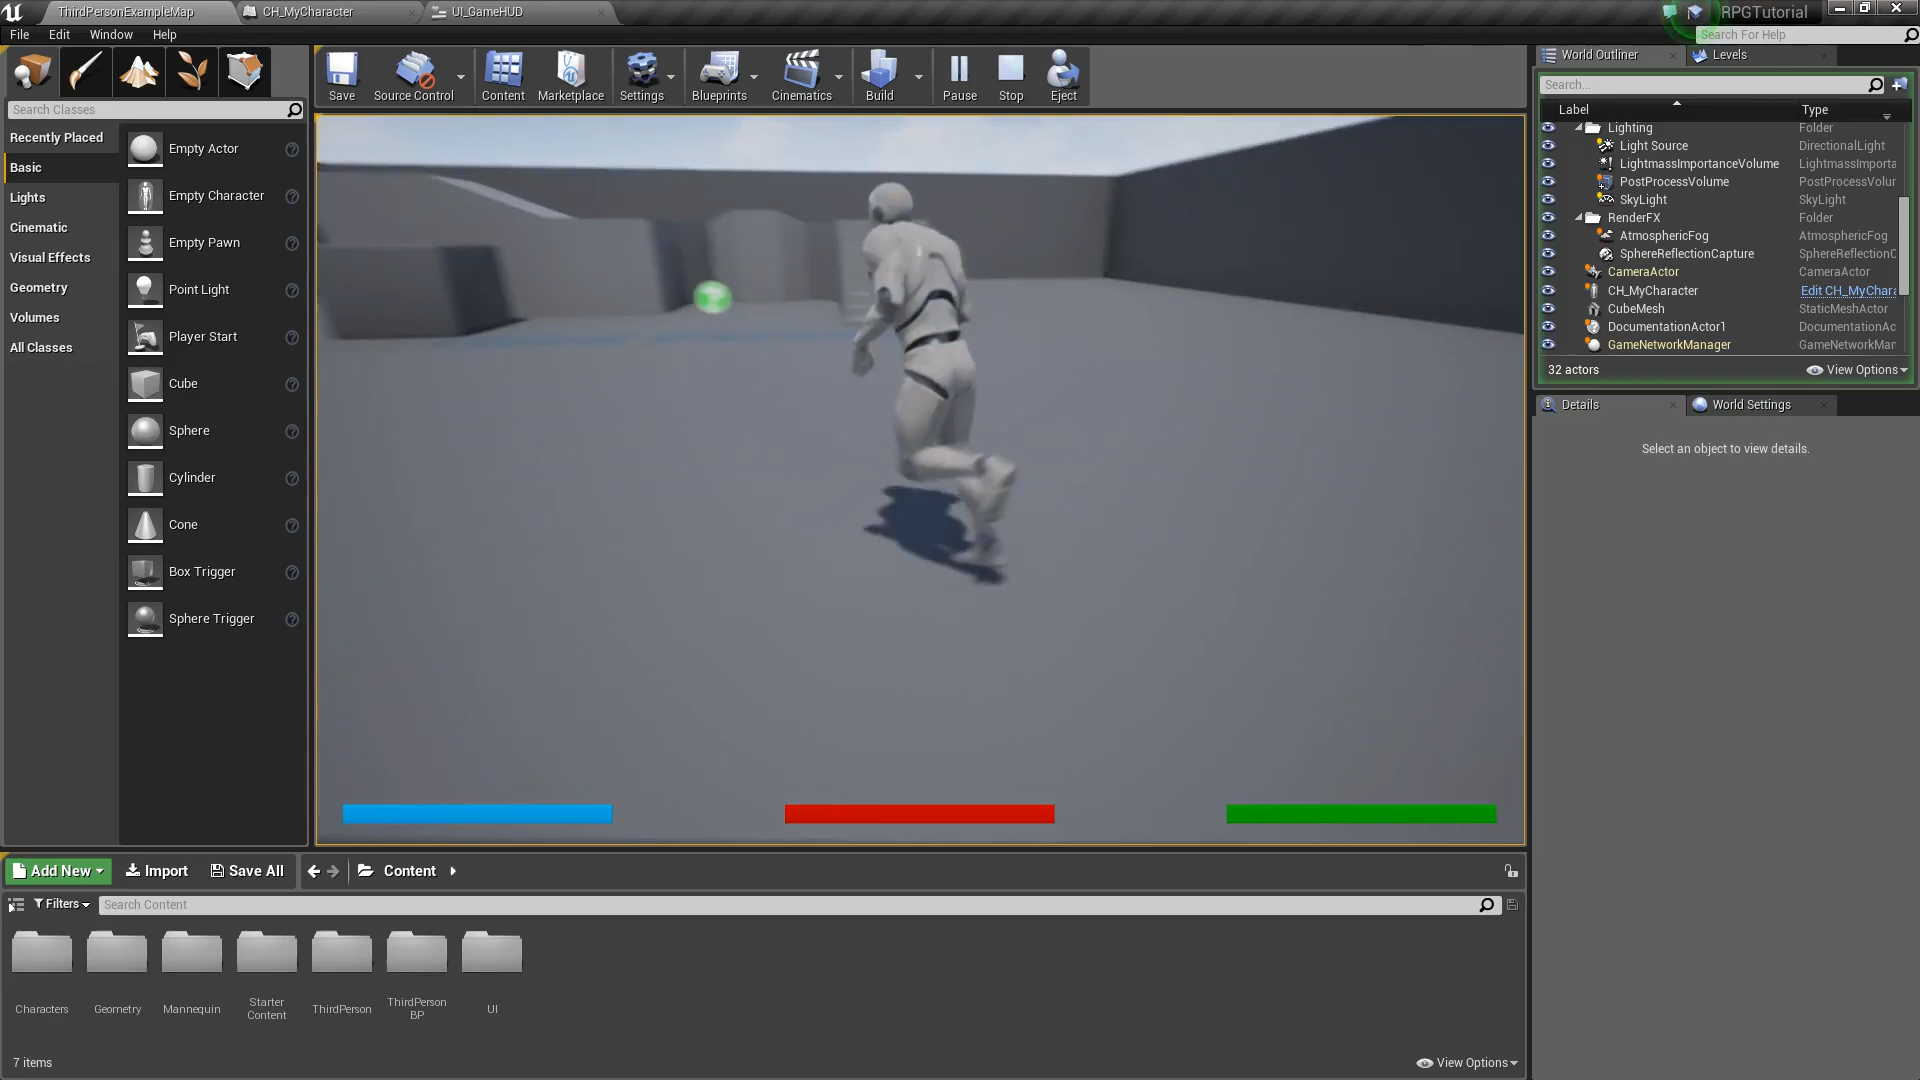 ThirdPersonExampleMap
CH_MyCharacter
UI_GameHUD
RPGTutorial
File
Edit
Window
Help
Search For Help
Search Classes
Recently Placed
Basic
Lights
Cinematic
Visual Effects
Geometry
Volumes
All Classes
Empty Actor
Empty Character
Empty Pawn
Point Light
Player Start
Cube
Sphere
Cylinder
Cone
Box Trigger
Sphere Trigger
Save
Source Control
Content
Marketplace
Settings
Blueprints
Cinematics
Build
Pause
Stop
Eject
World Outliner
Levels
Search...
Label Type
Lighting Folder
Light Source DirectionalLight
LightmassImportanceVolume LightmassImporta
PostProcessVolume PostProcessVolur
SkyLight SkyLight
RenderFX Folder
AtmosphericFog AtmosphericFog
SphereReflectionCapture SphereReflectionC
CameraActor CameraActor
CH_MyCharacter Edit CH_MyChara
CubeMesh StaticMeshActor
DocumentationActor1 DocumentationAc
GameNetworkManager GameNetworkMar
32 actors
View Options
Details
World Settings
Select an object to view details.
Add New
Import
Save All
Content
Filters
Search Content
Characters
Geometry
Mannequin
Starter
Content
ThirdPerson
ThirdPerson
BP
UI
7 items
View Options